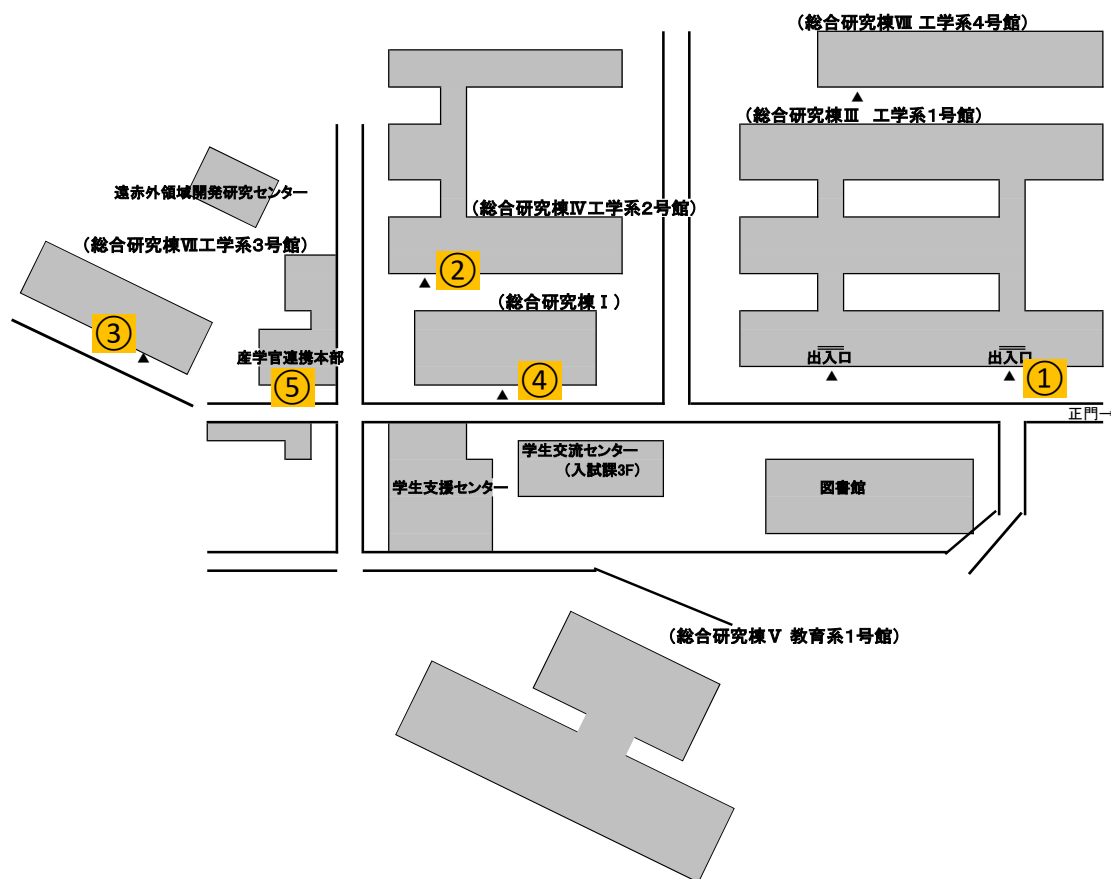 (総合研究棟Ⅷ 工学系4号館)
(総合研究棟Ⅲ 工学系1号館)
遠赤外領域開発研究センター
(総合研究棟Ⅳ工学系2号館)
(総合研究棟Ⅶ工学系3号館)
②
(総合研究棟Ⅰ)
③
産学官連携本部
出入口
出入口
⑤
④
①
正門→
学生交流センター
(入試課3F)
学生支援センター
図書館
(総合研究棟Ⅴ 教育系1号館)